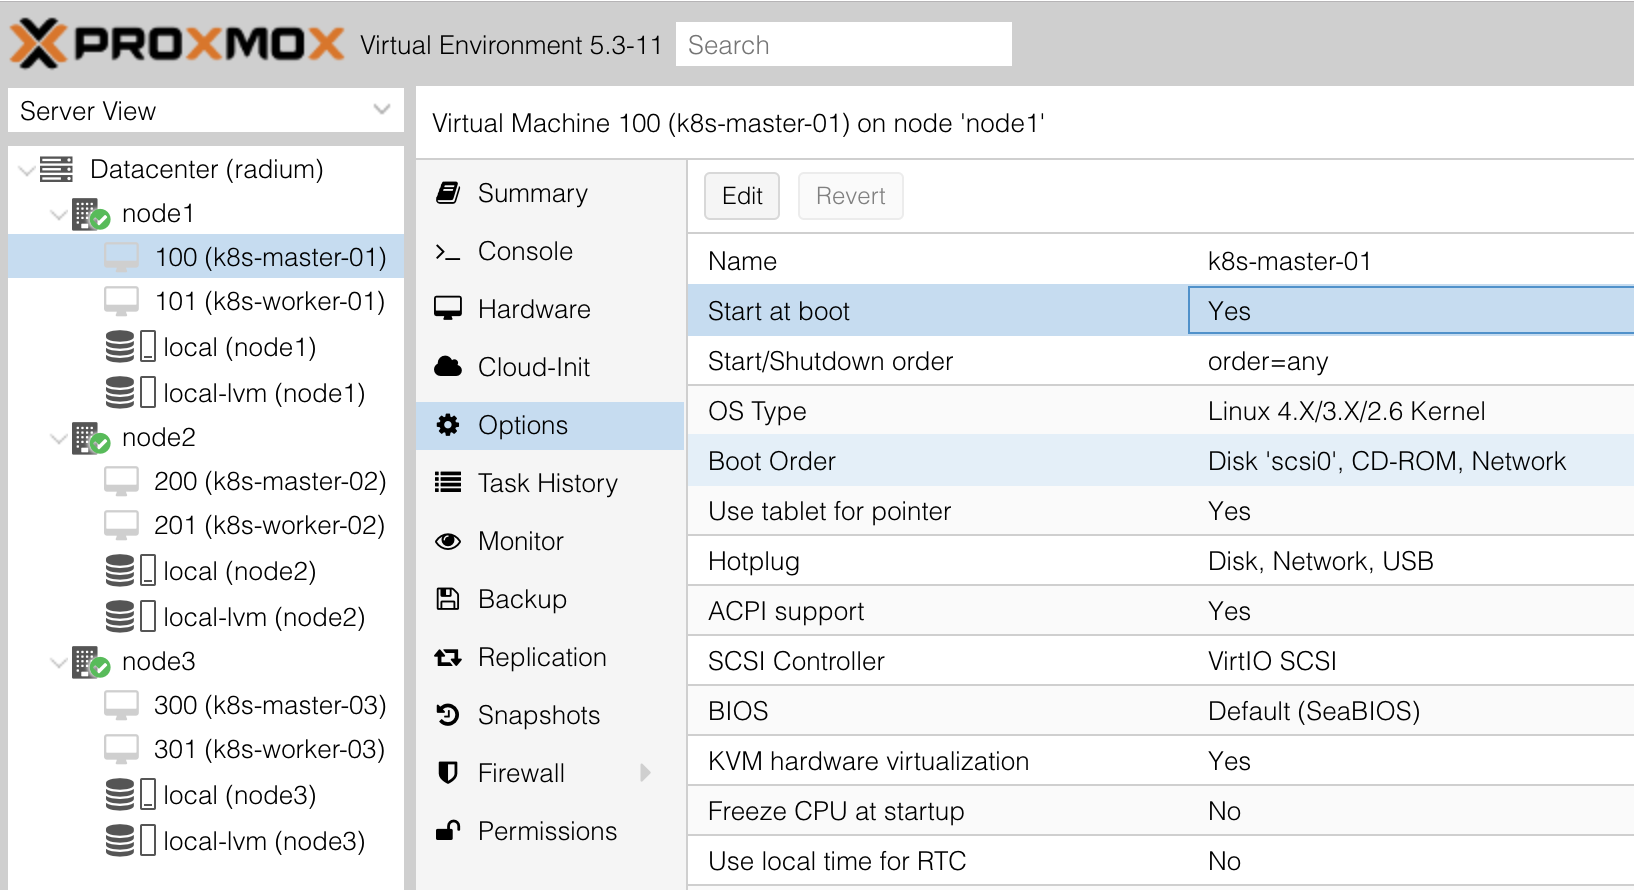 PROXMOX Virtual Environment 5.3-11 Search
Server View
Datacenter (radium)
node1
100 (k8s-master-01)
101 (k8s-worker-01)
local (node1)
local-lvm (node1)
node2
200 (k8s-master-02)
201 (k8s-worker-02)
local (node2)
local-lvm (node2)
node3
300 (k8s-master-03)
301 (k8s-worker-03)
local (node3)
local-lvm (node3)
Virtual Machine 100 (k8s-master-01) on node 'node1'
Summary
Console
Hardware
Cloud-Init
Options
Task History
Monitor
Backup
Replication
Snapshots
Firewall
Permissions
Edit Revert
Name k8s-master-01
Start at boot Yes
Start/Shutdown order order=any
OS Type Linux 4.X/3.X/2.6 Kernel
Boot Order Disk 'scsi0', CD-ROM, Network
Use tablet for pointer Yes
Hotplug Disk, Network, USB
ACPI support Yes
SCSI Controller VirtIO SCSI
BIOS Default (SeaBIOS)
KVM hardware virtualization Yes
Freeze CPU at startup No
Use local time for RTC No